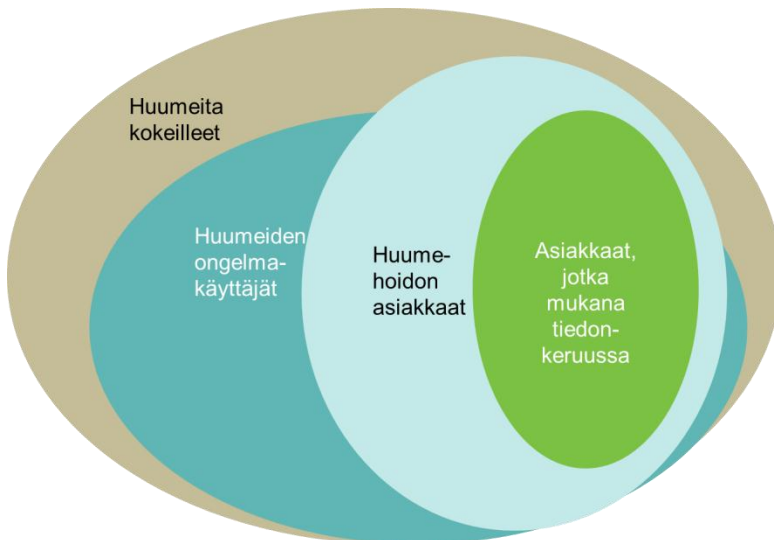 Huumeita
kokeilleet
Huumeiden
ongelma-
käyttäjät
Huume-
hoidon
asiakkaat
Asiakkaat,
jotka
mukana
tiedon-
keruussa